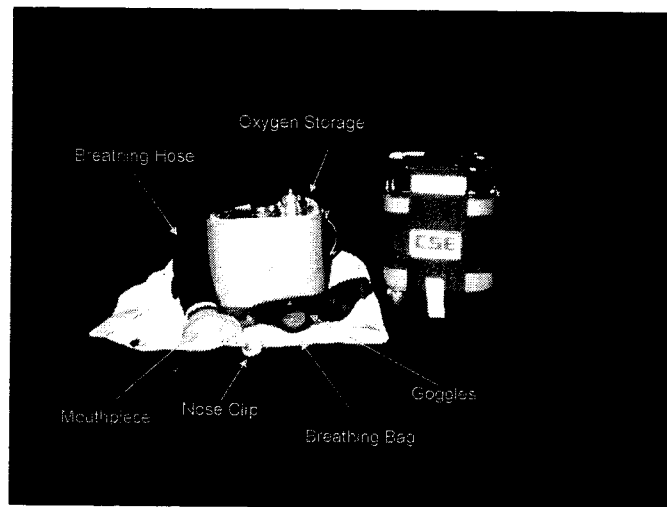 Oxygen Storage
Breathing Hose
CSE
Goggles
Nose Clip
Mouthpiece
Breathing Bag